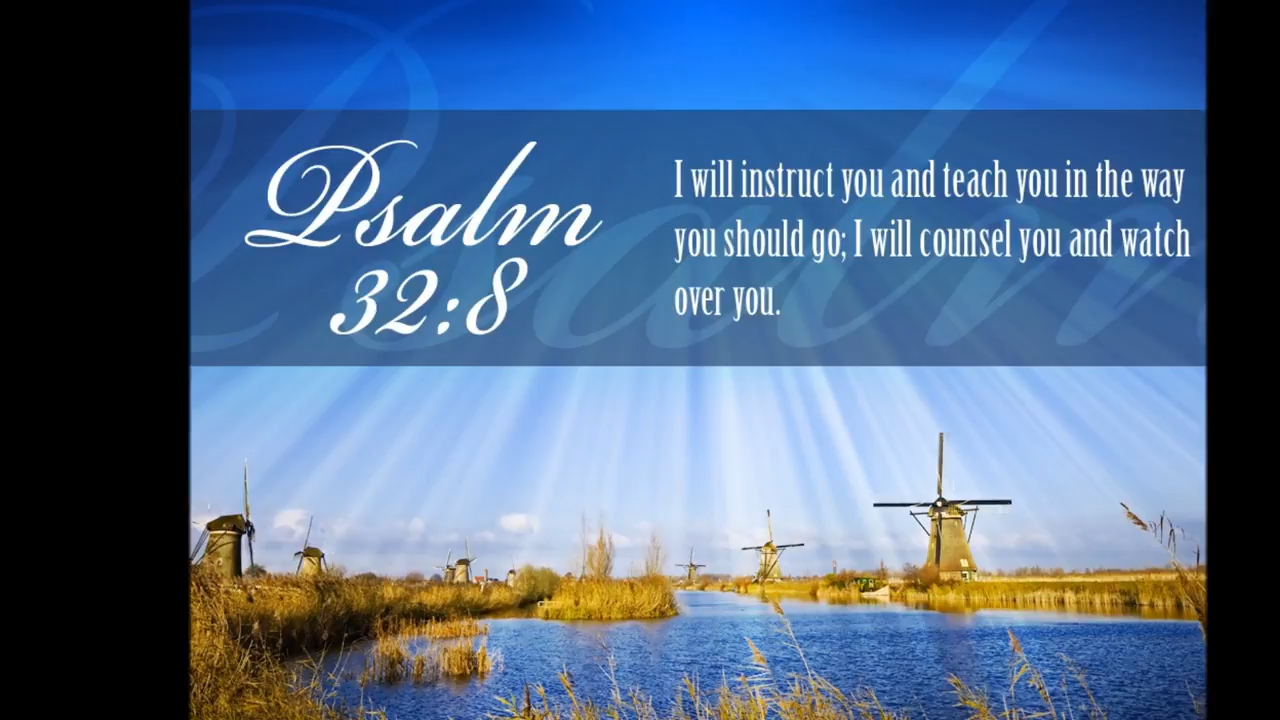 Psalm
32:8
I will instruct you and teach you in the way
you should go; I will counsel you and watch
over you.